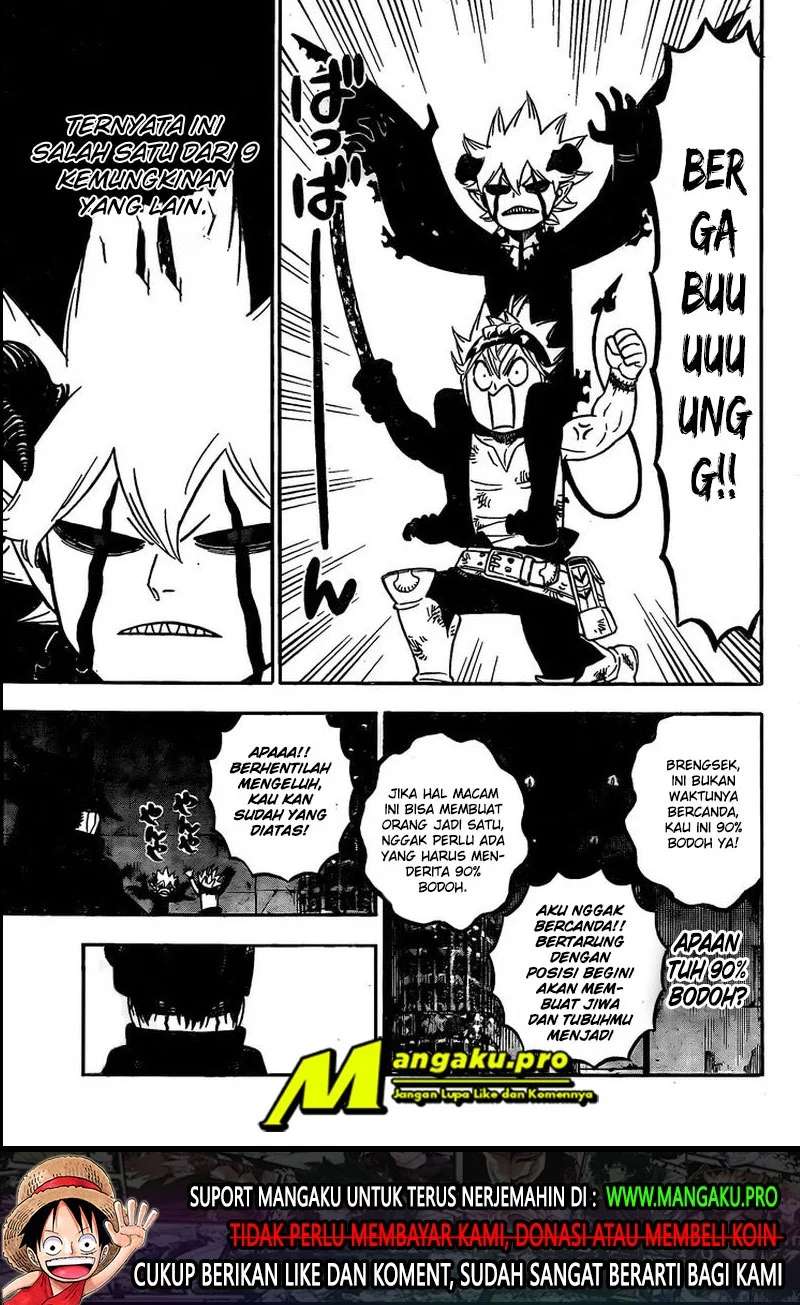 BER
GA
BUU
UUU
UNG
G!!
ばっばーん
TERNYATA INI
SALAH SATU DARI 9
KEMUNGKINAN
YANG LAIN.
BRENGSEK,
INI BUKAN
WAKTUNYA
BERCANDA,
KAU INI 90%
BODOH YA!
APAAN
TUH 90%
BODOH?
AKU NGGAK
BERCANDA!!
BERTARUNG
DENGAN
POSISI BEGINI
AKAN MEM-
BUAT JIWA
DAN TUBUHMU
MENJADI
JIKA HAL MACAM
INI BISA MEMBUAT
ORANG JADI SATU,
NGGAK PERLU ADA
YANG HARUS MEN-
DERITA 90%
BODOH.
APAAA!!
BERHENTILAH
MENGELUH,
KAU KAN
SUDAH YANG
DIATAS!
Mangaku.pro
Jangan Lupa Like dan Komennya
SUPORT MANGAKU UNTUK TERUS NERJEMAHIN DI : WWW.MANGAKU.PRO
TIDAK PERLU MEMBAYAR KAMI, DONASI ATAU MEMBELI KOIN
CUKUP BERIKAN LIKE DAN KOMENT, SUDAH SANGAT BERARTI BAGI KAMI